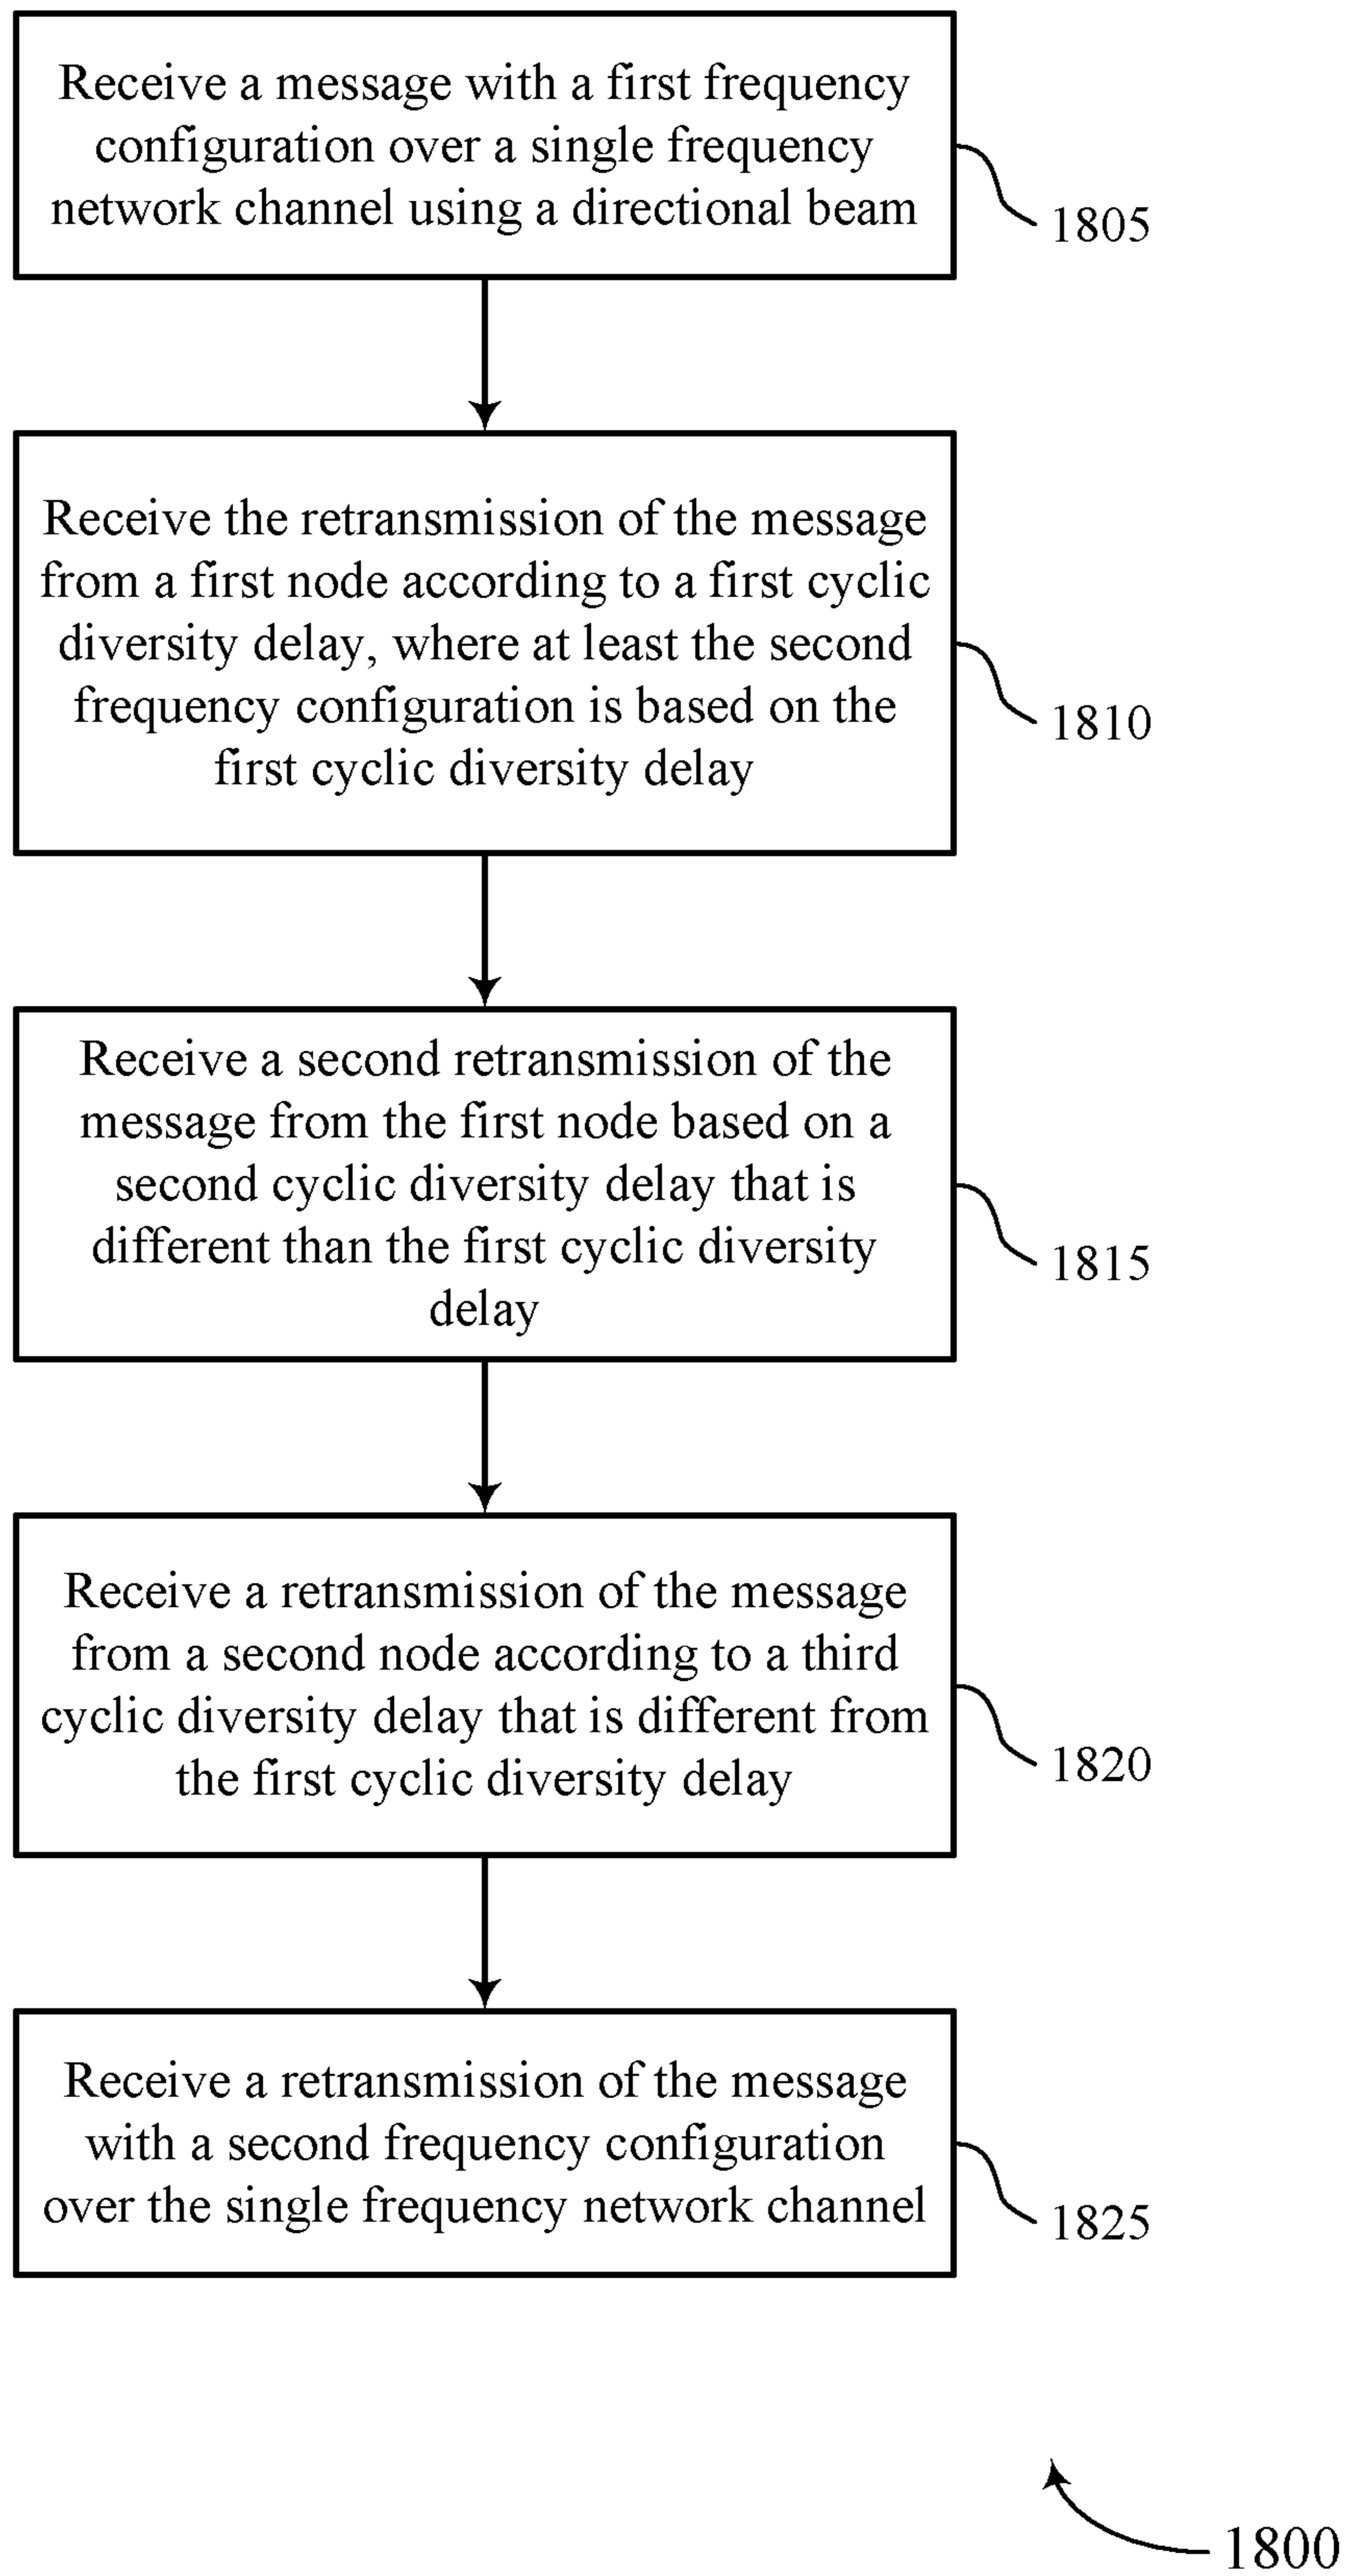 Receive a message with a first frequency
configuration over a single frequency
network channel using a directional beam
1805
Receive the retransmission of the message
from a first node according to a first cyclic
diversity delay, where at least the second
frequency configuration is based on the
first cyclic diversity delay
1810
Receive a second retransmission of the
message from the first node based on a
second cyclic diversity delay that is
different than the first cyclic diversity
delay
1815
Receive a retransmission of the message
from a second node according to a third
cyclic diversity delay that is different from
the first cyclic diversity delay
1820
Receive a retransmission of the message
with a second frequency configuration
over the single frequency network channel
1825
1800